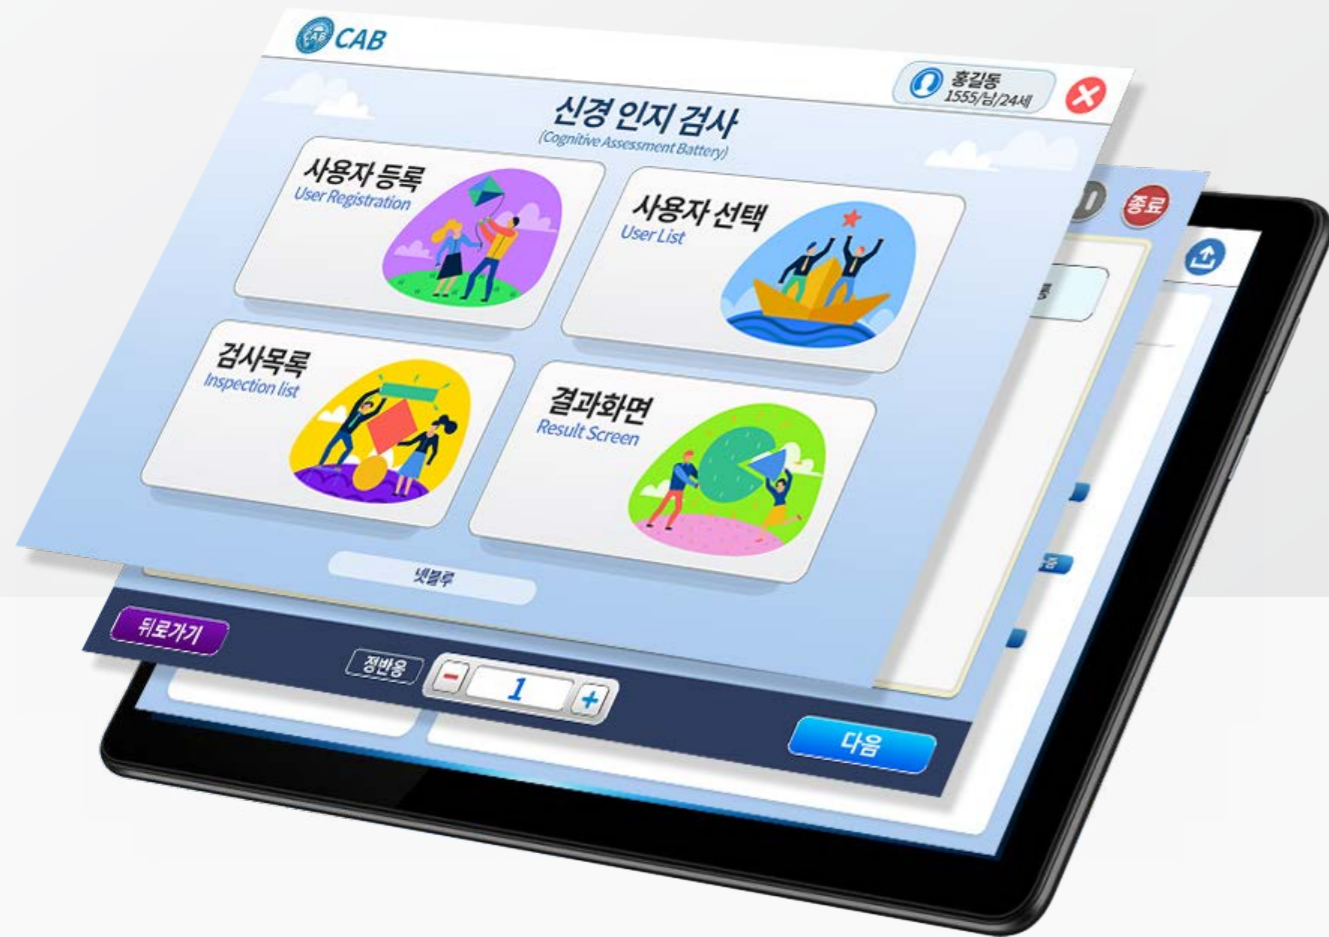 CAB
홍길동
1555/남/24세
신경 인지 검사
(Cognitive Assessment Battery)
사용자 등록
User Registration
사용자 선택
User List
검사목록
Inspection list
결과화면
Result Screen
넷블루
종료
뒤로가기
정반응
1
다음